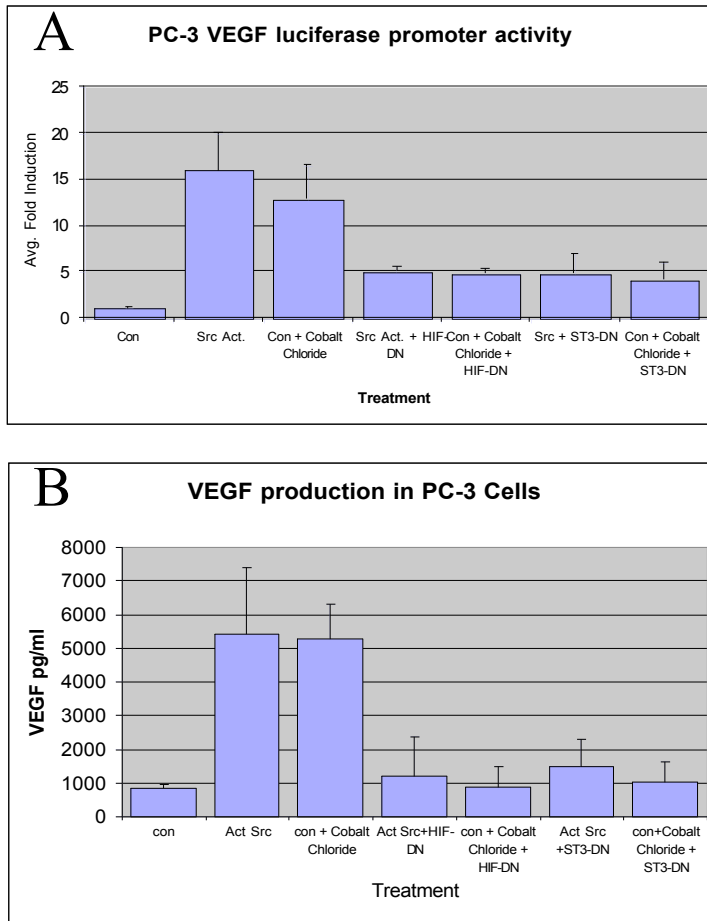 A
PC-3 VEGF luciferase promoter activity
25
20
15
10
5
0
Avg. Fold Induction
Con
Src Act.
Con + Cobalt
Chloride
Src Act. + HIF-
DN
Con + Cobalt
Chloride +
HIF-DN
Src + ST3-DN
Con + Cobalt
Chloride +
ST3-DN
Treatment
B
VEGF production in PC-3 Cells
8000
7000
6000
5000
4000
3000
2000
1000
0
VEGF pg/ml
con
Act Src
con + Cobalt
Chloride
Act Src+HIF-
DN
con + Cobalt
Chloride +
HIF-DN
Act Src
+ST3-DN
con+Cobalt
Chloride +
ST3-DN
Treatment